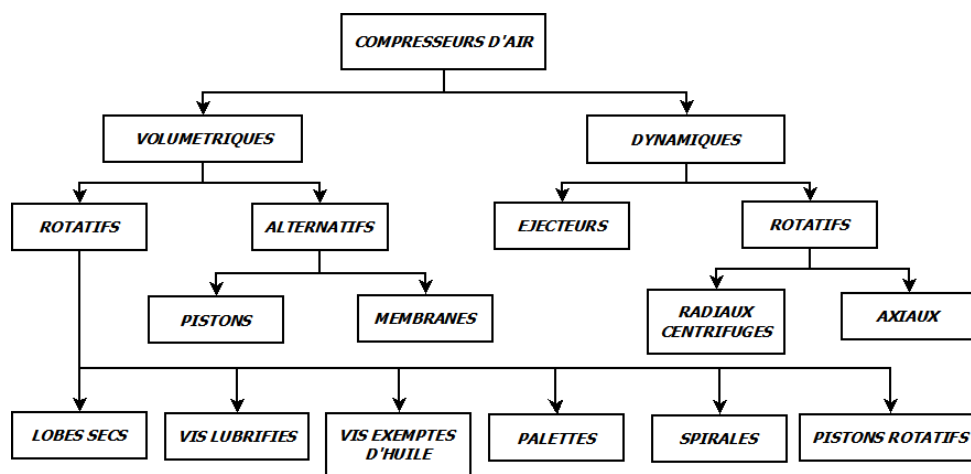 COMPRESSEURS D'AIR
VOLUMETRIQUES
DYNAMIQUES
ROTATIFS
ALTERNATIFS
EJECTEURS
ROTATIFS
PISTONS
MEMBRANES
RADIAUX
CENTRIFUGES
AXIAUX
LOBES SECS
VIS LUBRIFIES
VIS EXEMPTES
D'HUILE
PALETTES
SPIRALES
PISTONS ROTATIFS